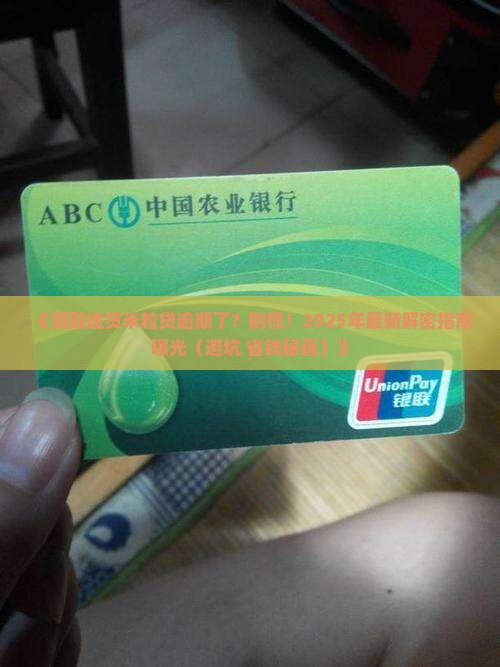 ABC 中国农业银行
逾期了？别慌！2025年最新解密指南
曝光（避坑 省钱秘籍）》
UnionPay
银联